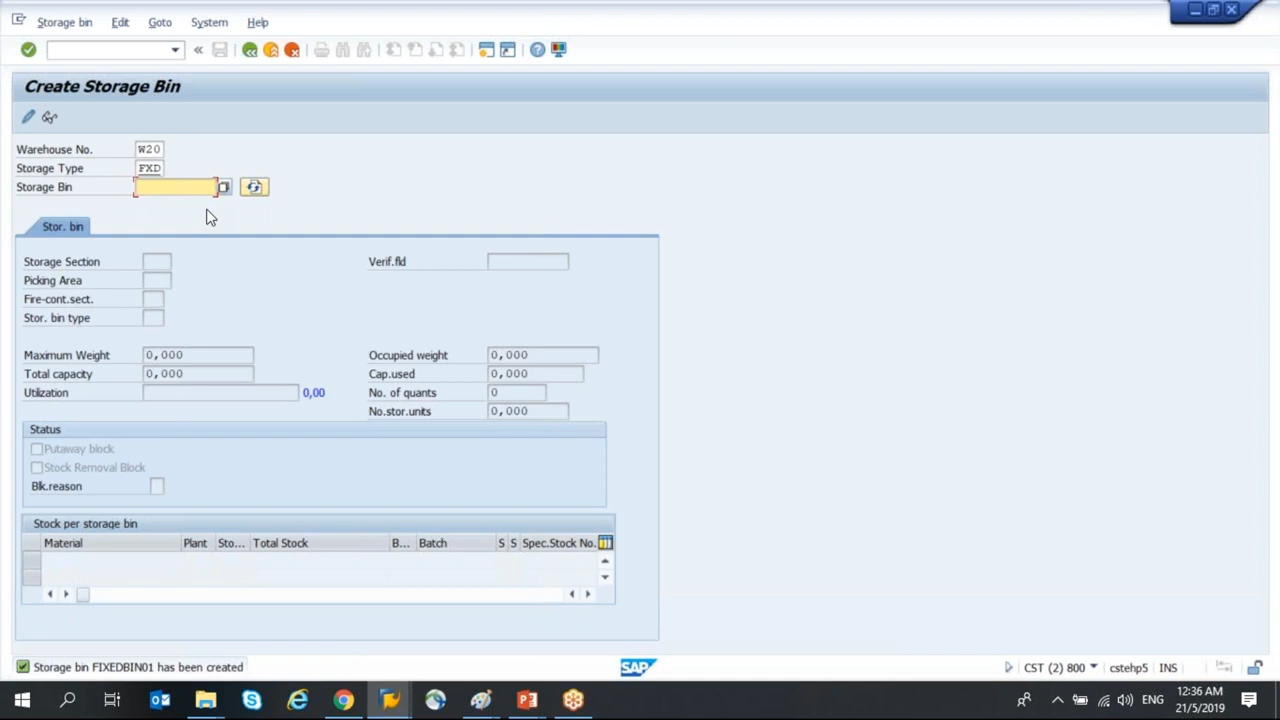 Storage bin Edit Goto System Help
Create Storage Bin
Warehouse No. W20
Storage Type FXD
Storage Bin
Stor. bin
Storage Section Verif.fld
Picking Area
Fire-cont.sect.
Stor. bin type
Maximum Weight 0,000 Occupied weight 0,000
Total capacity 0,000 Cap.used 0,000
Utilization 0,00 No. of quants 0
No.stor.units 0,000
Status
Putaway block
Stock Removal Block
Blk.reason
Stock per storage bin
Material Plant Sto... Total Stock B... Batch S S Spec.Stock No.
Storage bin FIXEDBIN01 has been created SAP CST (2) 800 cstehp5 INS
ENG 12:36 AM
21/5/2019